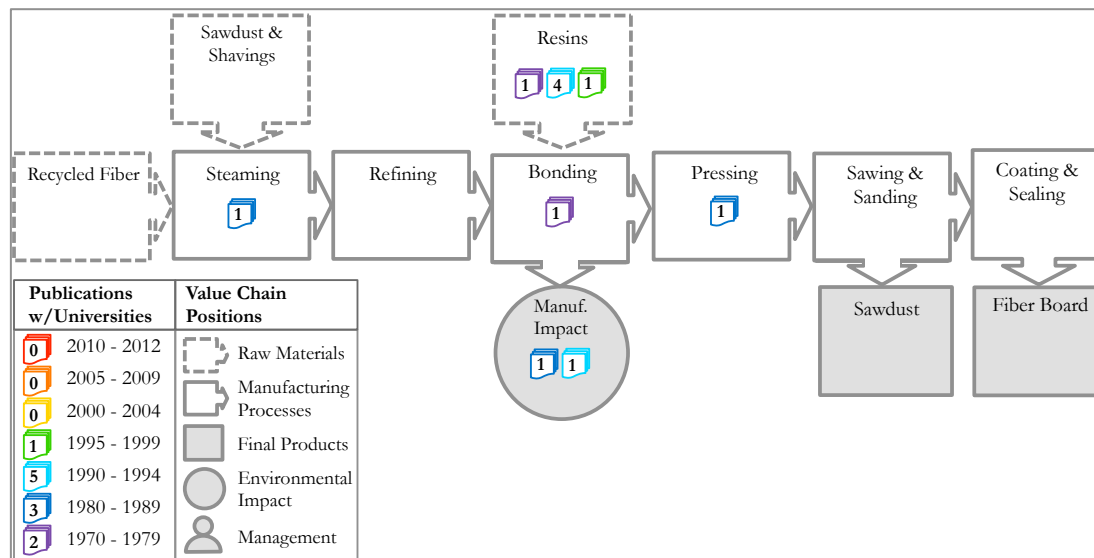 Sawdust &
Shavings
Resins
1 4 1
Recycled Fiber
Steaming
1
Refining
Bonding
1
Pressing
1
Sawing &
Sanding
Coating &
Sealing
Manuf.
Impact
1 1
Sawdust
Fiber Board
Publications
w/Universities
0 2010 - 2012
0 2005 - 2009
0 2000 - 2004
1 1995 - 1999
5 1990 - 1994
3 1980 - 1989
2 1970 - 1979
Value Chain
Positions
Raw Materials
Manufacturing
Processes
Final Products
Environmental
Impact
Management